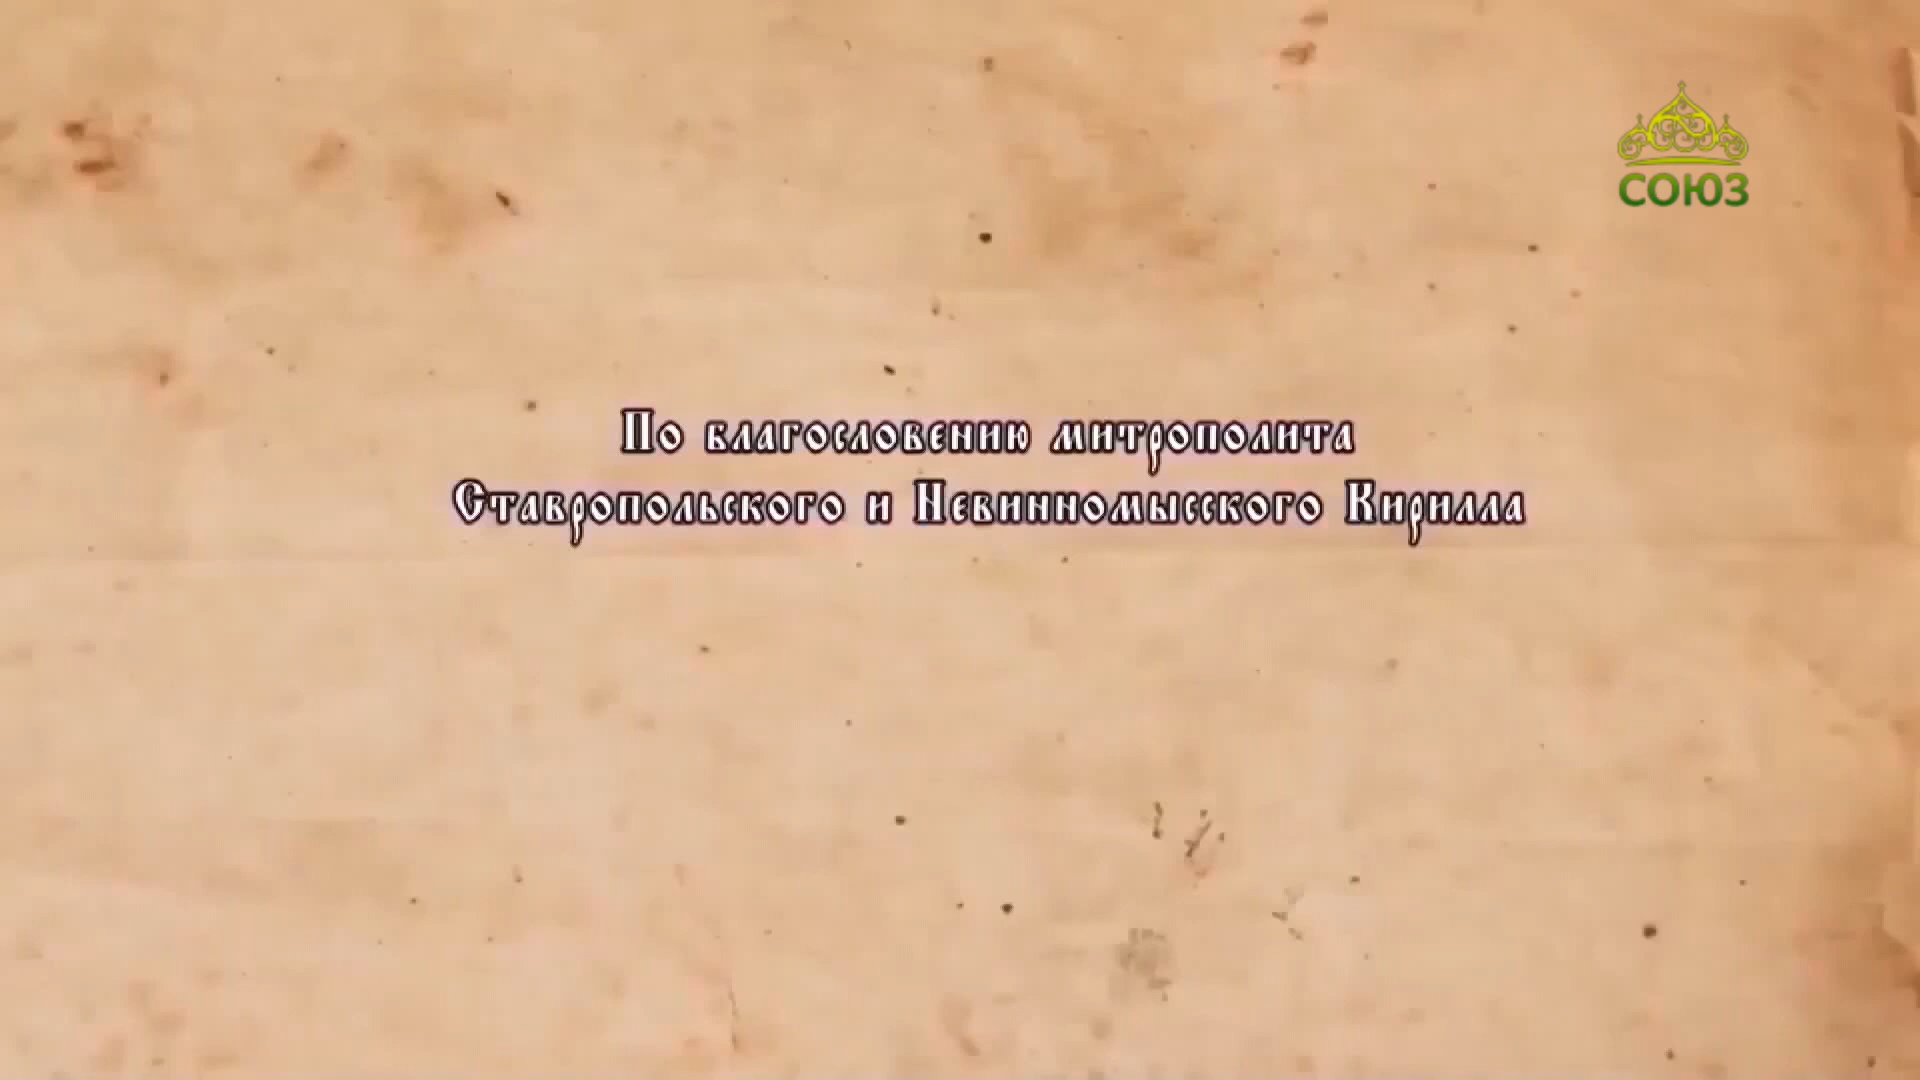 СОЮЗ
По благословению митрополита
Ставропольского и Невинномысского Кирилла